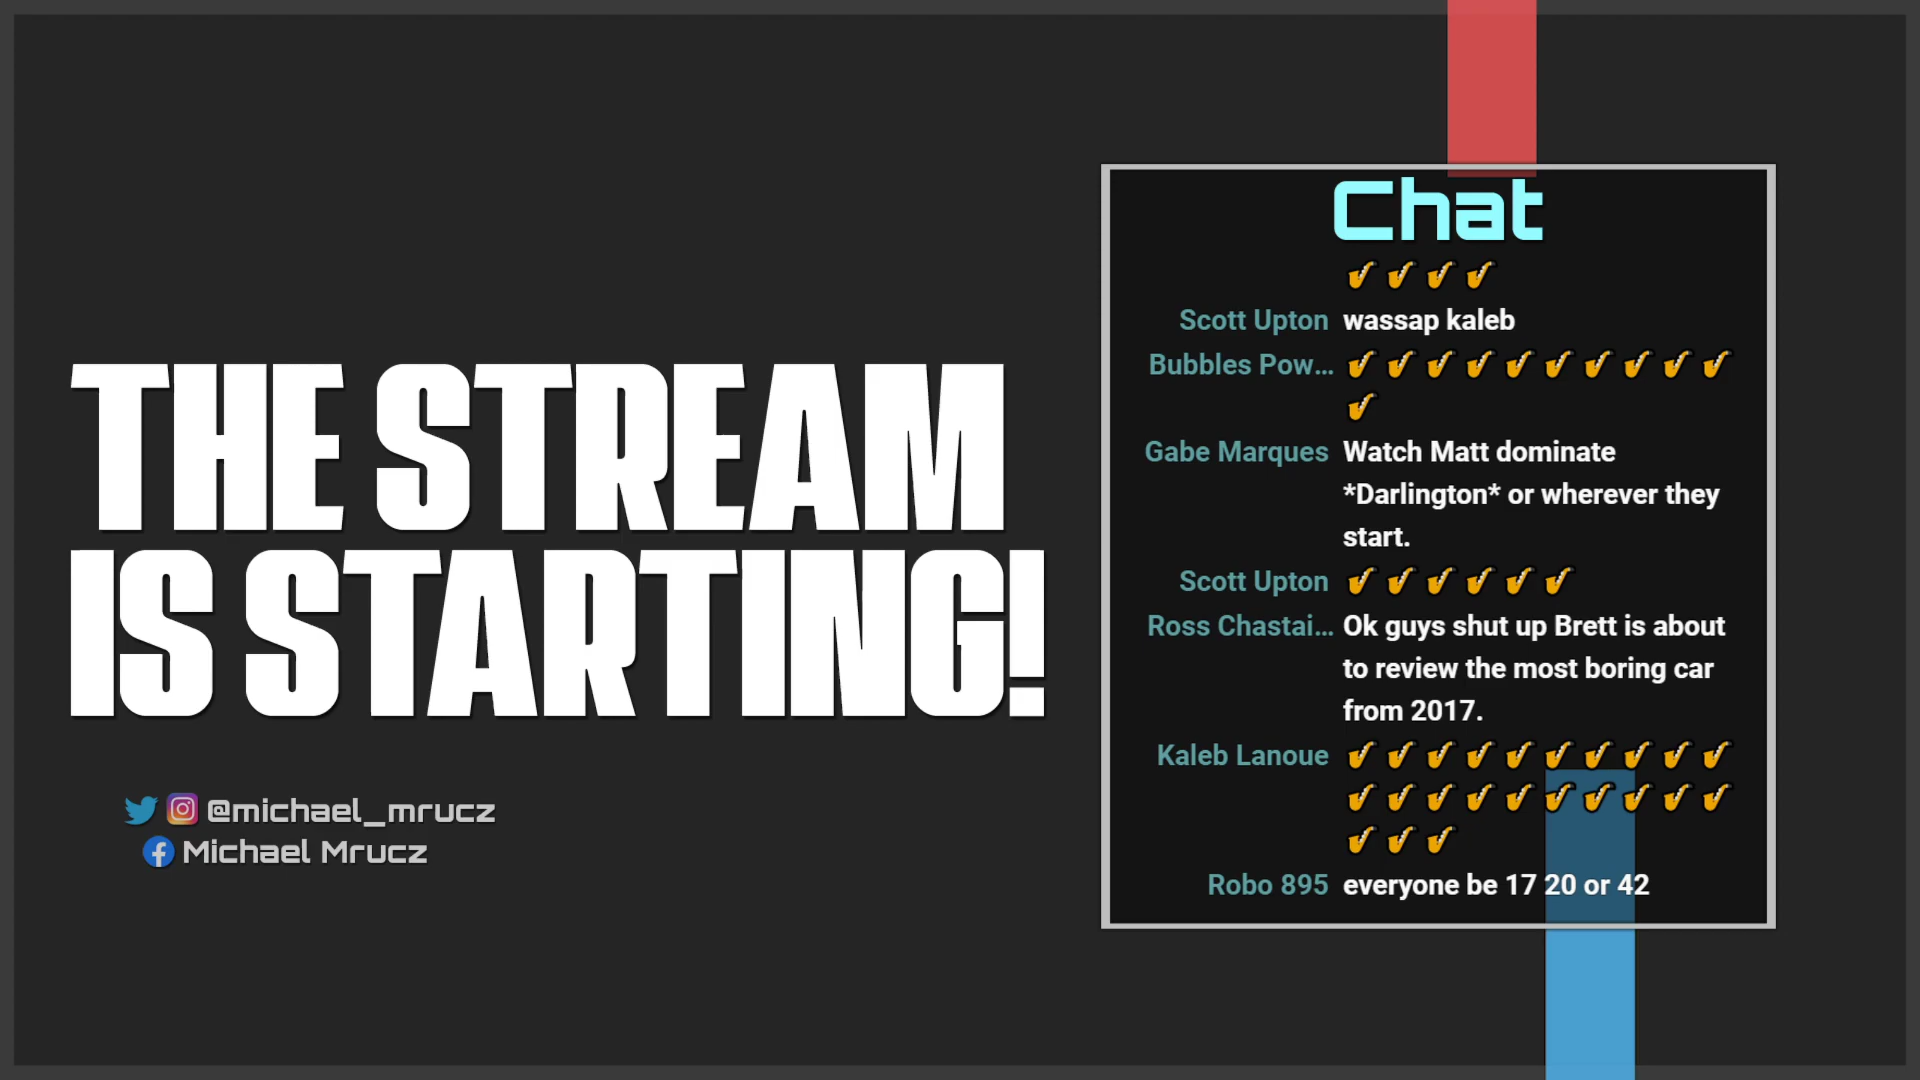 THE STREAM
IS STARTING!
@michael_mrucz
Michael Mrucz
Chat
Scott Upton wassap kaleb
Bubbles Pow...
Gabe Marques Watch Matt dominate
*Darlington* or wherever they
start.
Scott Upton
Ross Chastai... Ok guys shut up Brett is about
to review the most boring car
from 2017.
Kaleb Lanoue
Robo 895 everyone be 17 20 or 42